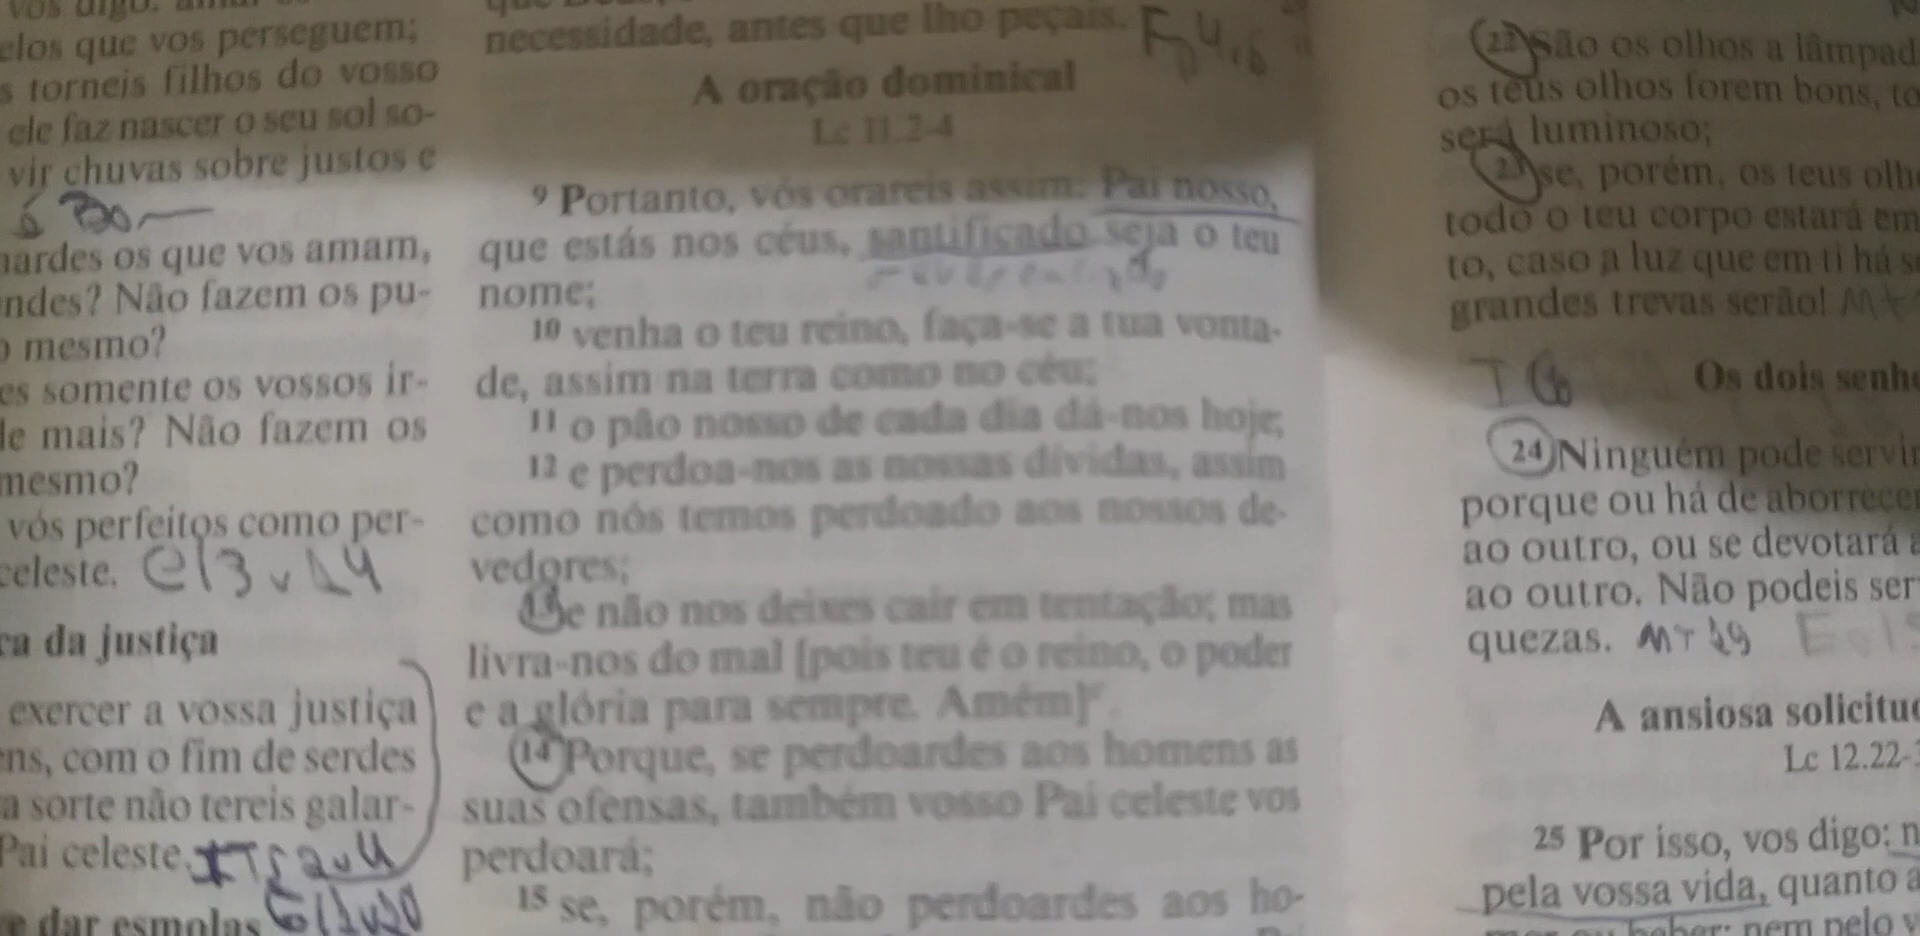 elos que vos perseguem;
s torneis filhos do vosso
ele faz nascer o seu sol so-
vir chuvas sobre justos e
mardes os que vos amam,
ndes? Não fazem os pu-
o mesmo?
es somente os vossos ir-
de mais? Não fazem os
mesmo?
vós perfeitos como per-
celeste.
ça da justiça
exercer a vossa justiça
ens, com o fim de serdes
a sorte não tereis galar-
Pai celeste.
e dar esmolas
necessidade, antes que lho peçais.
A oração dominical
Lc 11.2-4
9 Portanto, vós orareis assim: Pai nosso,
que estás nos céus, santificado seja o teu
nome;
10 venha o teu reino, faça-se a tua vonta-
de, assim na terra como no céu;
11 o pão nosso de cada dia dá-nos hoje;
12 e perdoa-nos as nossas dívidas, assim
como nós temos perdoado aos nossos de-
vedores;
13 e não nos deixes cair em tentação; mas
livra-nos do mal [pois teu é o reino, o poder
e a glória para sempre. Amém]
14 Porque, se perdoardes aos homens as
suas ofensas, também vosso Pai celeste vos
perdoará;
15 se, porém, não perdoardes aos ho-
22 São os olhos a lâmpad
os teus olhos forem bons, to
será luminoso;
23 se, porém, os teus olh
todo o teu corpo estará em
to, caso a luz que em ti há s
grandes trevas serão!
Os dois senho
24 Ninguém pode servir
porque ou há de aborrecer
ao outro, ou se devotará a
ao outro. Não podeis ser
quezas. MT 19
A ansiosa solicitud
Lc 12.22-3
25 Por isso, vos digo: n
pela vossa vida, quanto a